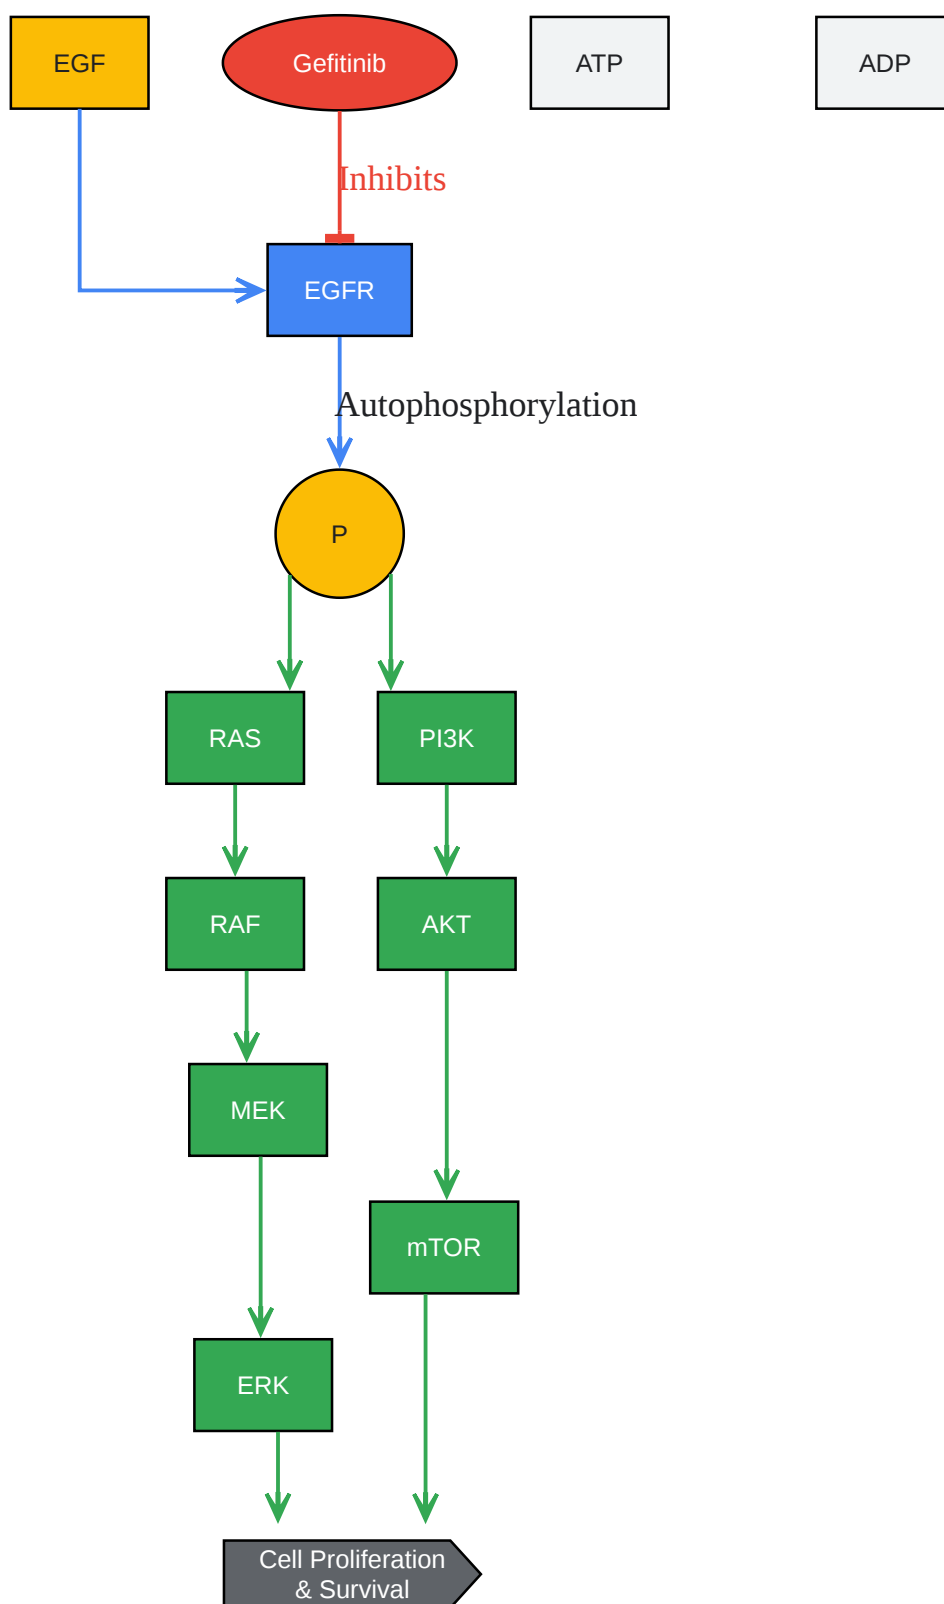 EGF
Gefitinib
ATP
ADP
Inhibits
EGFR
Autophosphorylation
P
RAS
PI3K
RAF
AKT
MEK
mTOR
ERK
Cell Proliferation
& Survival